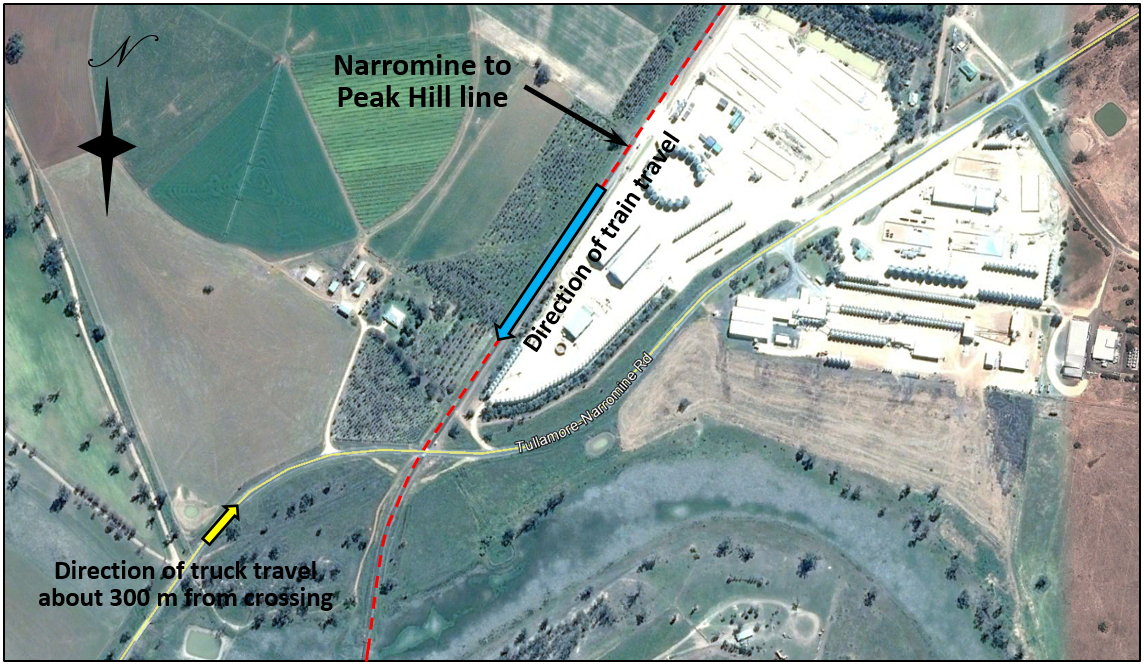 N
Narromine to
Peak Hill line
Direction of train travel
Tullamore-Narromine Rd
Direction of truck travel
about 300 m from crossing